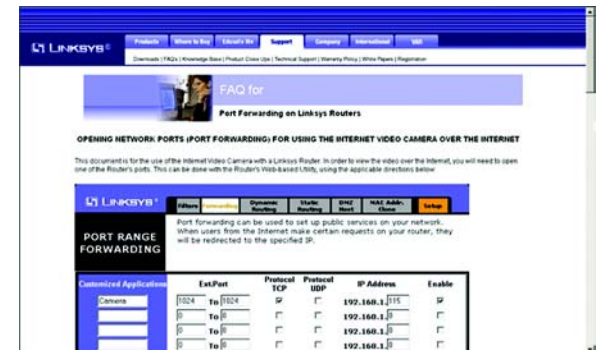 LINKSYS®
Products Where to Buy EAcott's R+ Support Company International VAR
Downloads | FAQs | Knowledge Base | Product Close Ups | Technical Support | Warranty Policy | White Papers | Registration
FAQ for
Port Forwarding on Linksys Routers
OPENING NETWORK PORTS (PORT FORWARDING) FOR USING THE INTERNET VIDEO CAMERA OVER THE INTERNET
This document is for the use of the Internet Video Camera with a Linksys Router. In order to view the video over the Internet, you will need to open
one of the Router's ports. This can be done with the Router's Web-based Utility, using the applicable directions below:
LINKSYS®
Filters Forwarding Dynamic Routing Static Routing DMZ Host MAC Addr. Clone Setup
PORT RANGE FORWARDING
Port forwarding can be used to set up public services on your network.
When users from the Internet make certain requests on your router, they
will be redirected to the specified IP.
Customized Applications Ext.Port Protocol TCP Protocol UDP IP Address Enable
Camera 1024 To 1024 192.168.1.115
0 To 0 192.168.1.0
0 To 0 192.168.1.0
0 To 0 192.168.1.0